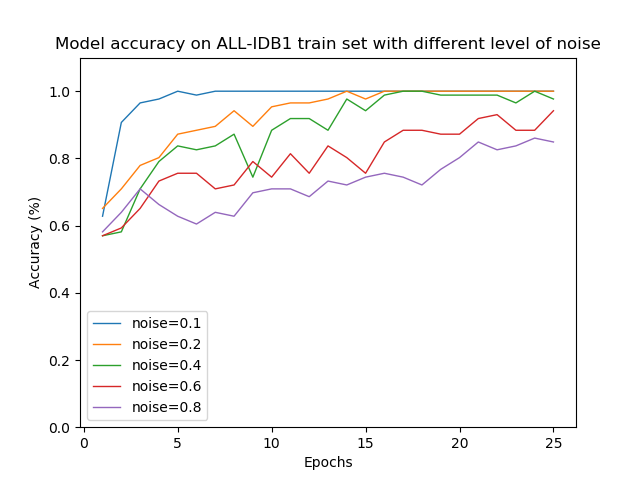 Model accuracy on ALL-IDB1 train set with different level of noise
1.0
0.8
0.6
0.4
0.2
0.0
Accuracy (%)
noise=0.1
noise=0.2
noise=0.4
noise=0.6
noise=0.8
0 5 10 15 20 25
Epochs